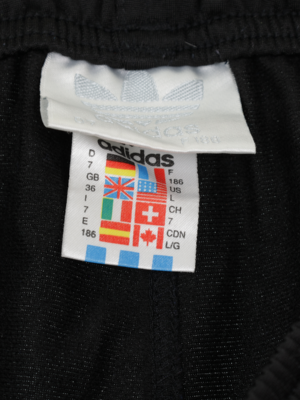 adidas
D F
7 186
GB US
36 L
I CH
7 7
E CDN
186 L/G